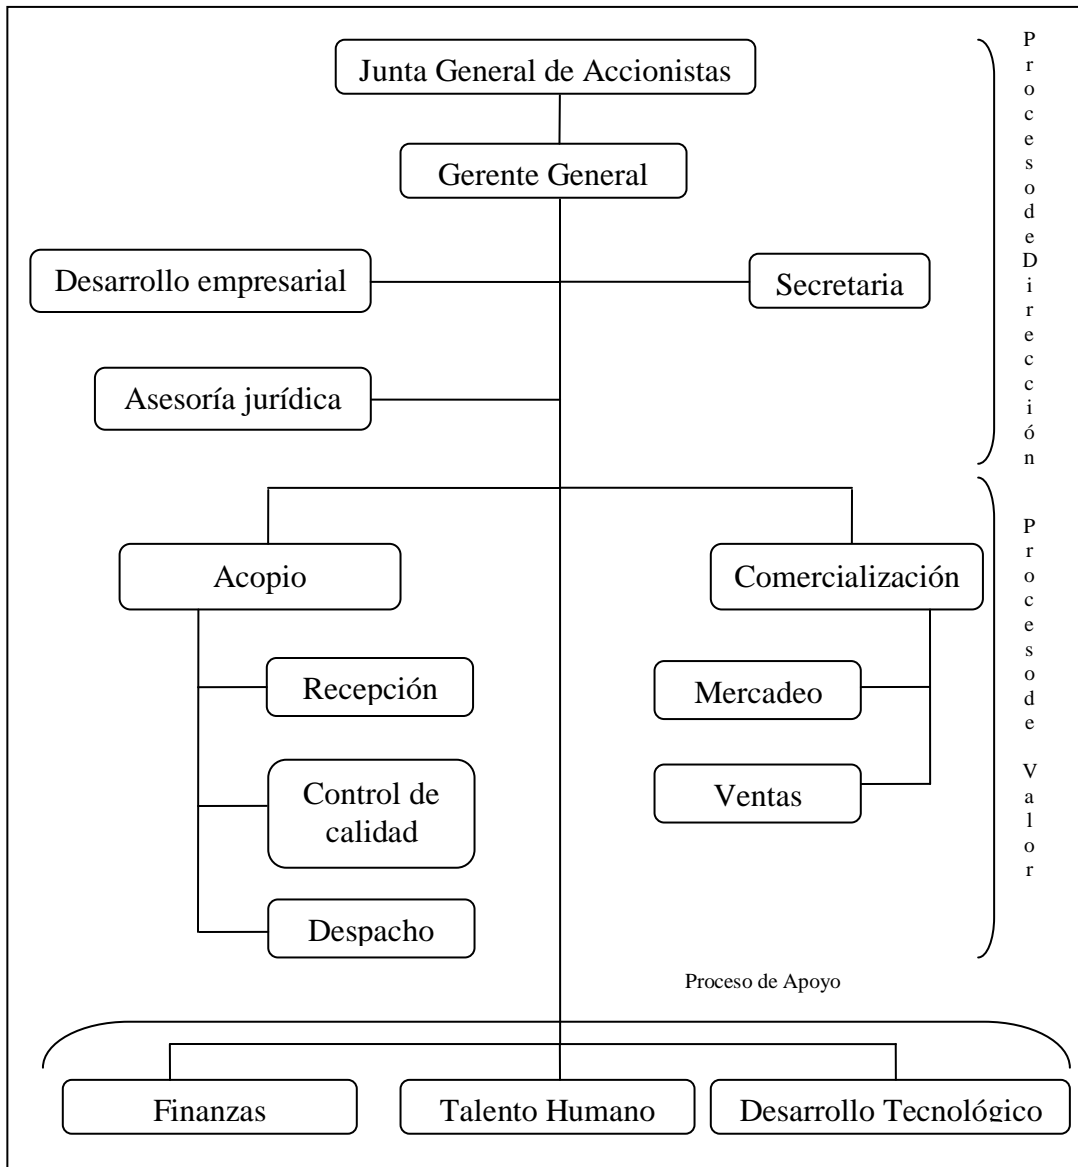 Junta General de Accionistas
Gerente General
Desarrollo empresarial
Secretaria
Asesoría jurídica
Proceso de Dirección
Acopio
Comercialización
Recepción
Mercadeo
Control de
calidad
Ventas
Despacho
Proceso de Valor
Proceso de Apoyo
Finanzas
Talento Humano
Desarrollo Tecnológico